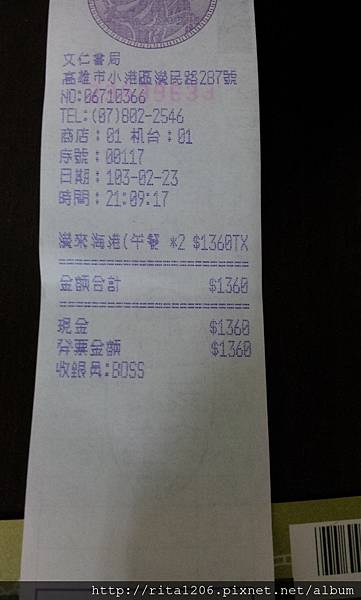 文仁書局
高雄市小港區漢民路287號
NO:06710366
TEL:(07)802-2546
商店：01 机台：01
序號：00117
日期：103-02-23
時間：21:09:17
漢來海港(午餐 *2 $1360TX
========================
金額合計 $1360
========================
現金 $1360
發票金額 $1360
收銀員:BOSS
http://rita1206.pixnet.net/album